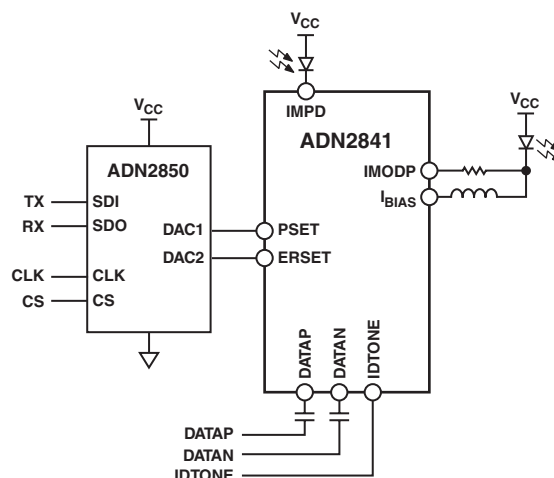 VCC
IMPD
ADN2841
VCC
VCC
ADN2850
IMODP
IBIAS
TX
SDI
RX
SDO
DAC1
PSET
DAC2
ERSET
CLK
CLK
CS
CS
DATAP
DATAN
IDTONE
DATAP
DATAN
IDTONE